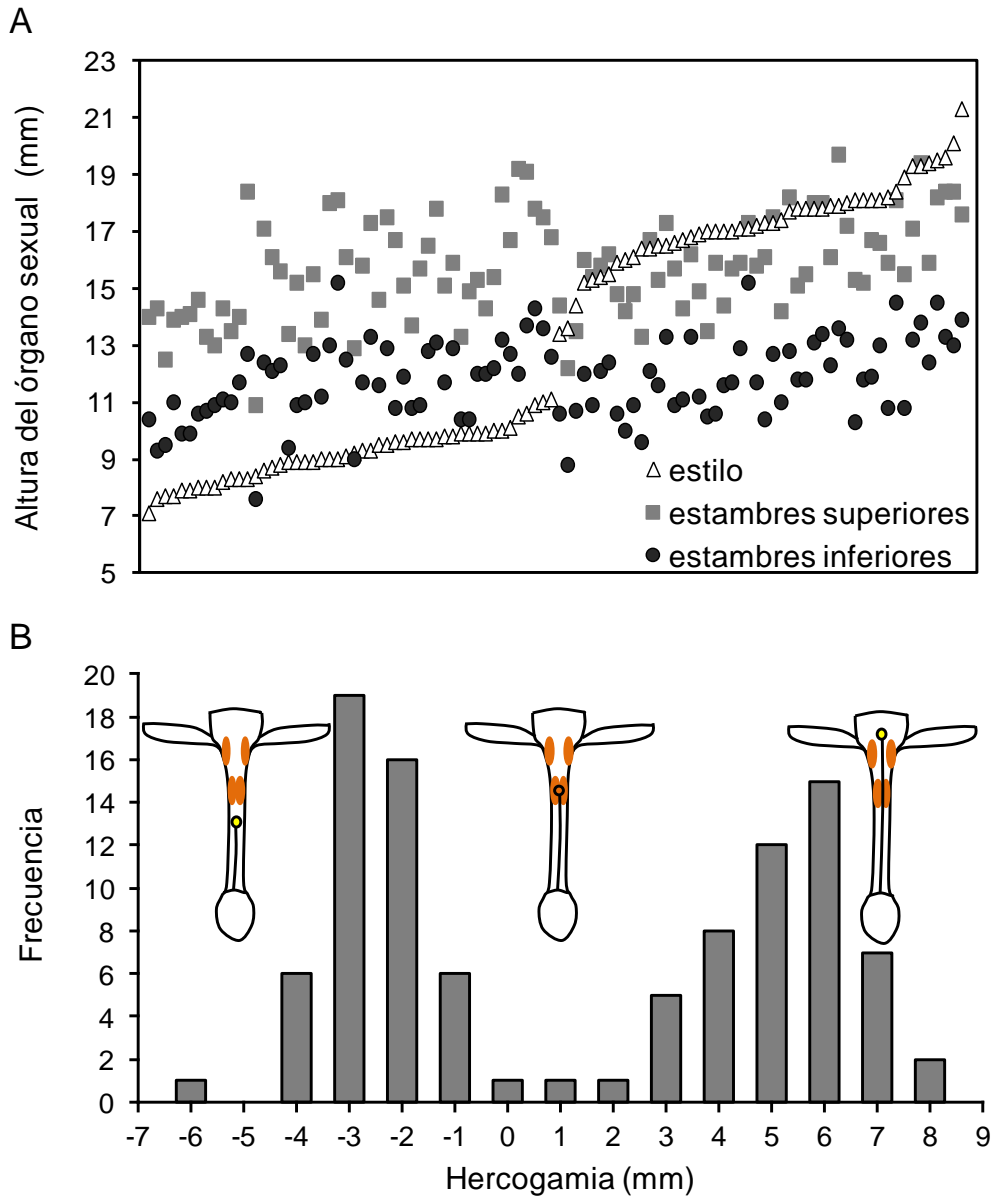 A
Altura del órgano sexual (mm)
23
21
19
17
15
13
11
9
7
5
estilo
estambres superiores
estambres inferiores
B
Frecuencia
20
18
16
14
12
10
8
6
4
2
0
-7 -6 -5 -4 -3 -2 -1 0 1 2 3 4 5 6 7 8 9
Hercogamia (mm)